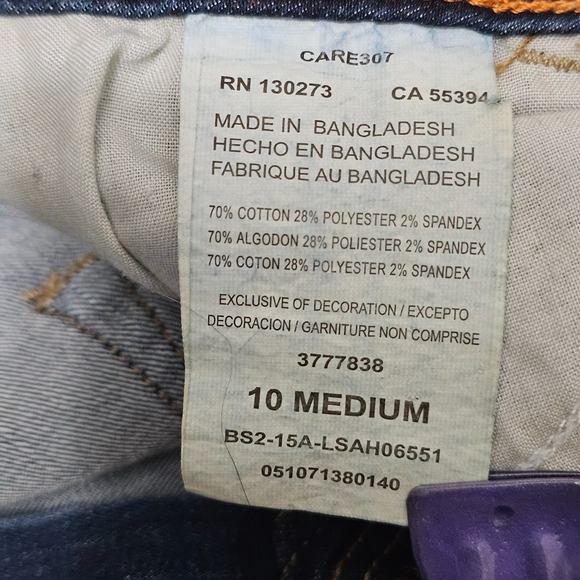 CARE307
RN 130273 CA 55394
MADE IN BANGLADESH
HECHO EN BANGLADESH
FABRIQUE AU BANGLADESH
70% COTTON 28% POLYESTER 2% SPANDEX
70% ALGODON 28% POLIESTER 2% SPANDEX
70% COTON 28% POLYESTER 2% SPANDEX
EXCLUSIVE OF DECORATION / EXCEPTO
DECORACION / GARNITURE NON COMPRISE
3777838
10 MEDIUM
BS2-15A-LSAH06551
051071380140